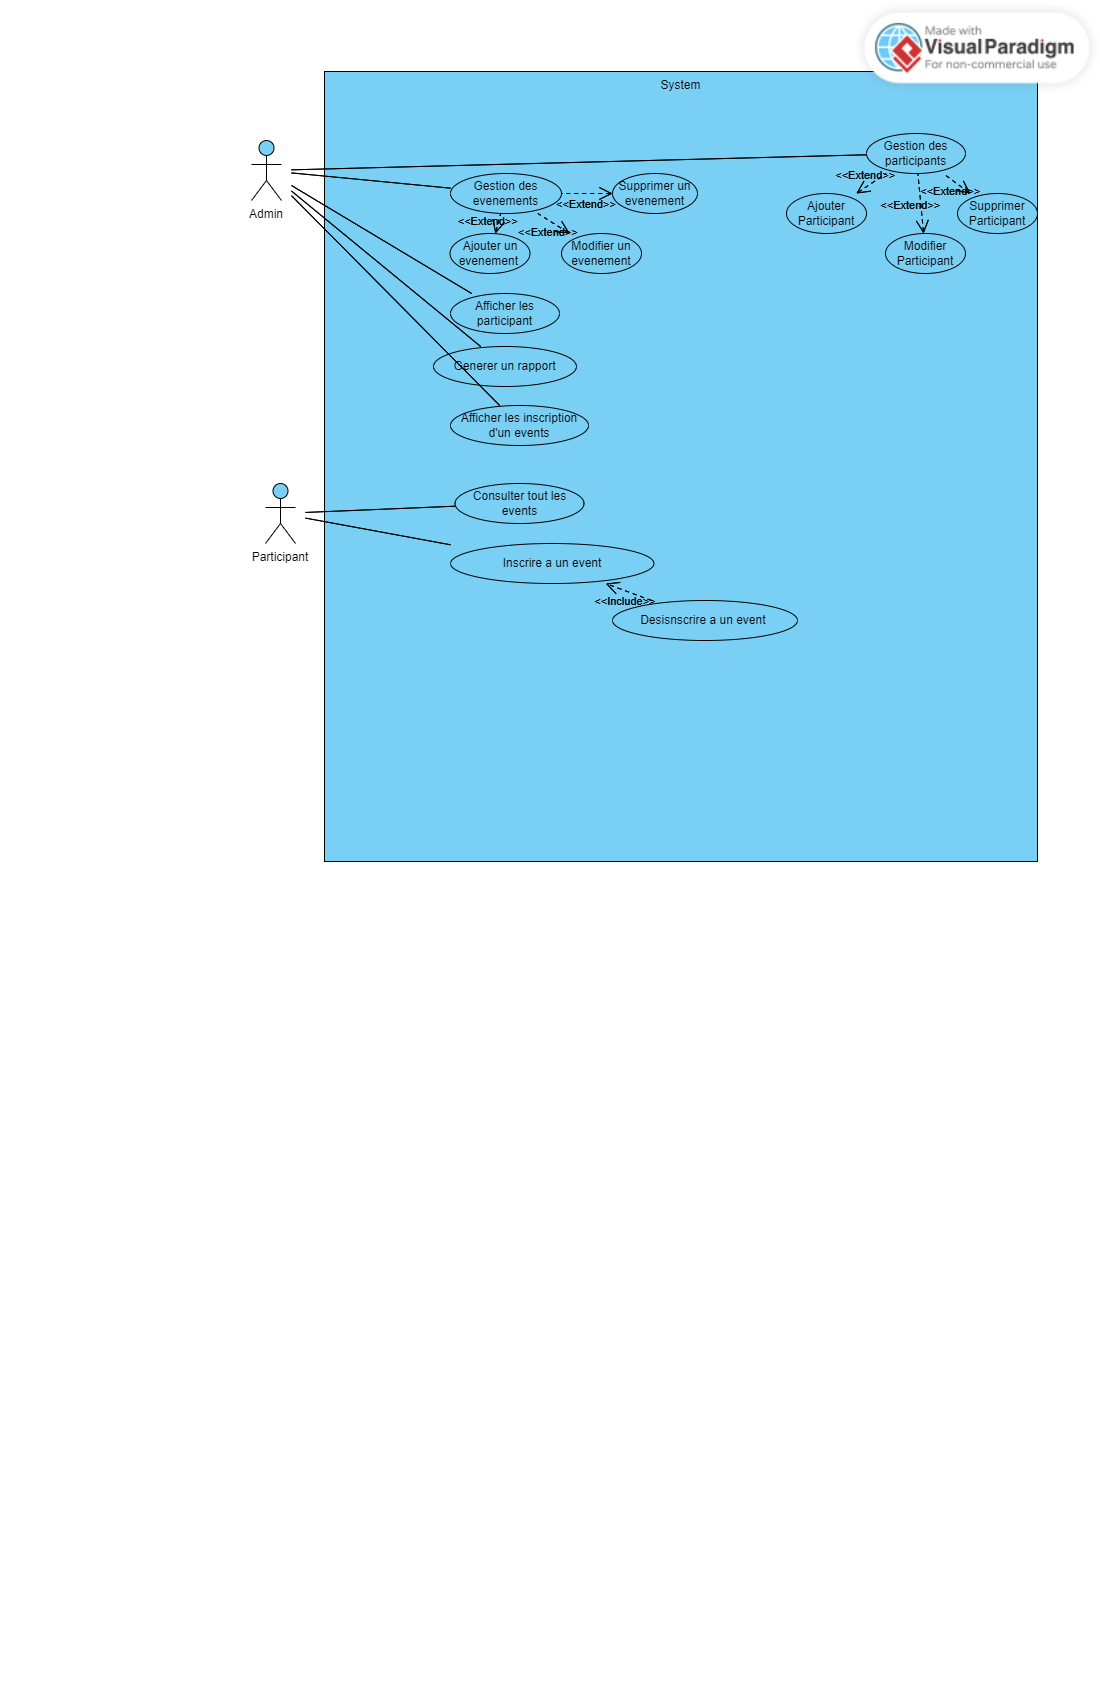 Made with
Visual Paradigm
For non-commercial use
System
Admin
Gestion des
participants
<<Extend>>
<<Extend>>
<<Extend>>
Ajouter
Participant
Supprimer
Participant
Modifier
Participant
Gestion des
evenements
Supprimer un
evenement
<<Extend>>
<<Extend>>
<<Extend>>
Ajouter un
evenement
Modifier un
evenement
Afficher les
participant
Generer un rapport
Afficher les inscription
d'un events
Participant
Consulter tout les
events
Inscrire a un event
<<Include>>
Desisnscrire a un event